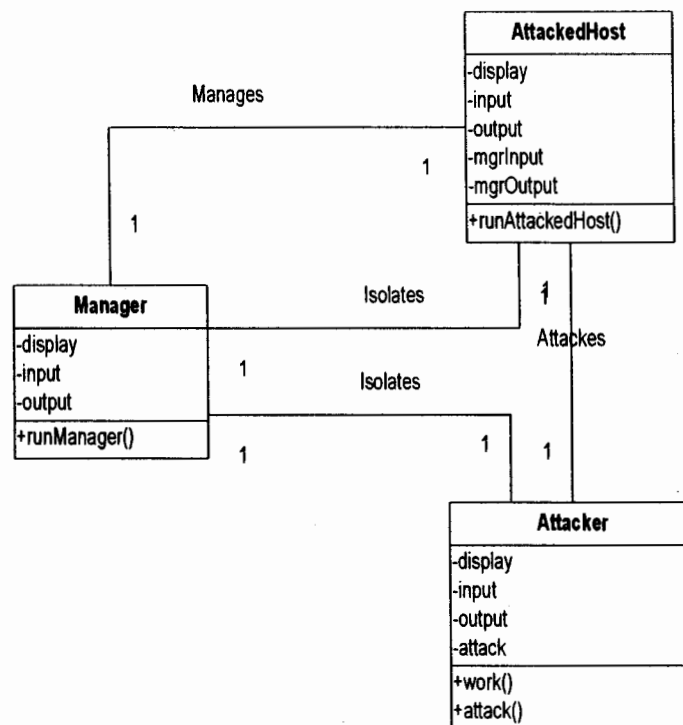 AttackedHost
-display
-input
-output
-mgrInput
-mgrOutput
+runAttackedHost()
Manages
1
1
Manager
-display
-input
-output
+runManager()
Isolates
1
1
1
Attackes
Isolates
1
1
1
Attacker
-display
-input
-output
-attack
+work()
+attack()